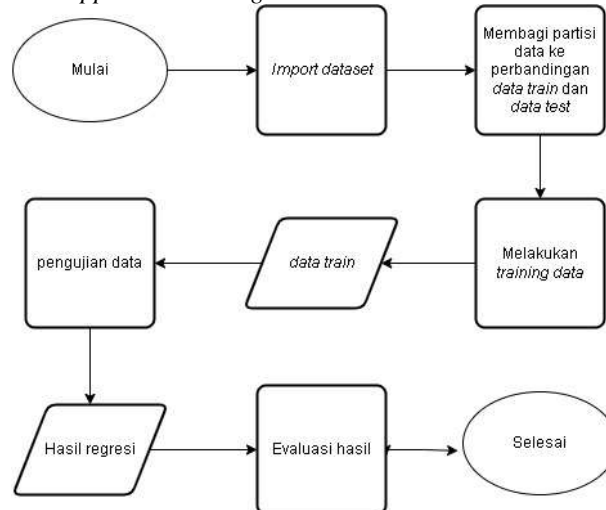 Mulai
Import dataset
Membagi partisi
data ke
perbandingan
data train dan
data test
Melakukan
training data
data train
pengujian data
Hasil regresi
Evaluasi hasil
Selesai